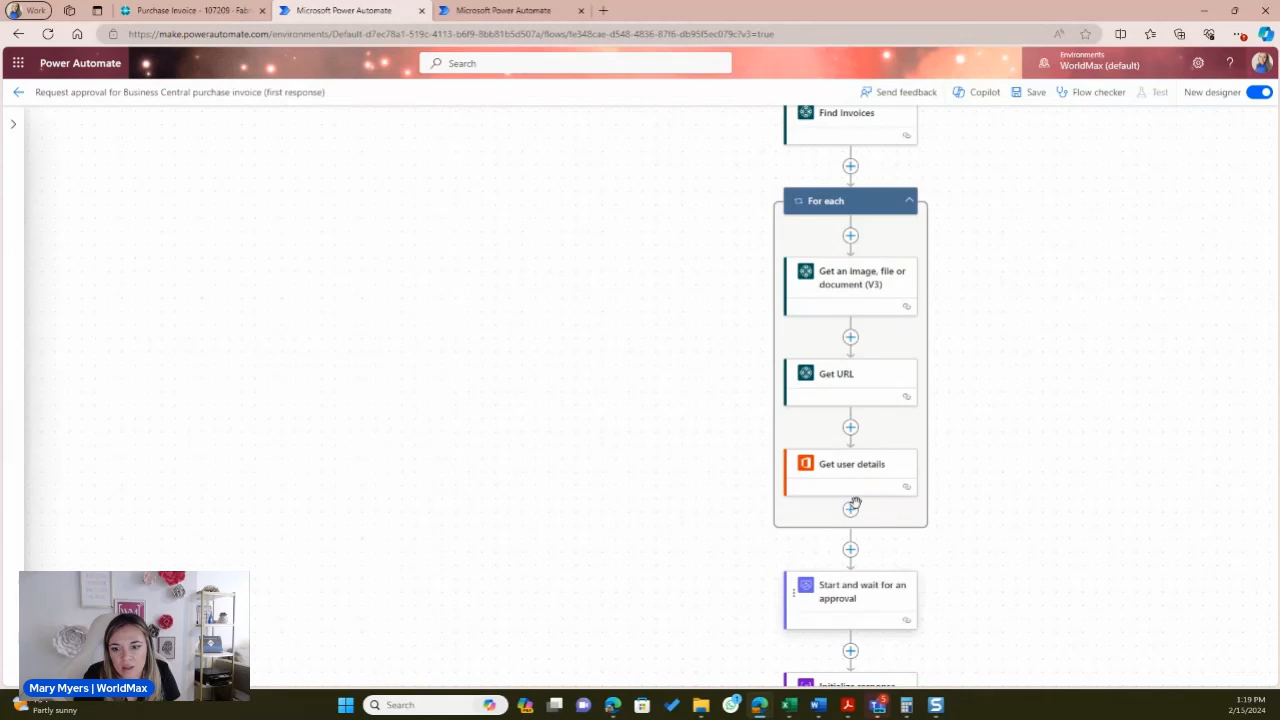 Work
Purchase Invoice - 107209 - Fabr
Microsoft Power Automate
Microsoft Power Automate
https://make.powerautomate.com/environments/Default-d7ec78a1-519c-4113-b6f9-8bb81b5d507a/flows/fe348cae-d548-4836-87f6-db95f5ec079c?v3=true
Power Automate
Search
Environments
WorldMax (default)
Request approval for Business Central purchase invoice (first response)
Send feedback
Copilot
Save
Flow checker
Test
New designer
Find Invoices
For each
Get an image, file or
document (V3)
Get URL
Get user details
Start and wait for an
approval
Initialize response
Mary Myers | WorldMax
Partly sunny
Search
1:19 PM
2/15/2024